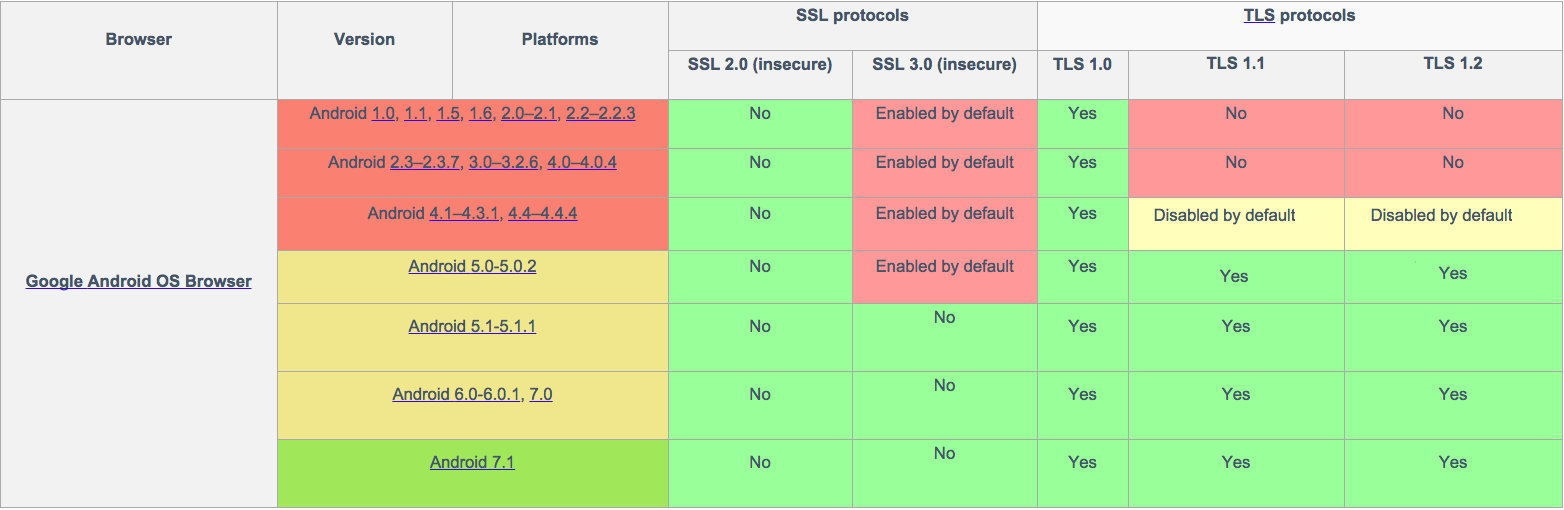 Browser Version Platforms SSL protocols TLS protocols
SSL 2.0 (insecure) SSL 3.0 (insecure) TLS 1.0 TLS 1.1 TLS 1.2
Google Android OS Browser
Android 1.0, 1.1, 1.5, 1.6, 2.0–2.1, 2.2–2.2.3 No Enabled by default Yes No No
Android 2.3–2.3.7, 3.0–3.2.6, 4.0–4.0.4 No Enabled by default Yes No No
Android 4.1–4.3.1, 4.4–4.4.4 No Enabled by default Yes Disabled by default Disabled by default
Android 5.0-5.0.2 No Enabled by default Yes Yes Yes
Android 5.1-5.1.1 No No Yes Yes Yes
Android 6.0-6.0.1, 7.0 No No Yes Yes Yes
Android 7.1 No No Yes Yes Yes